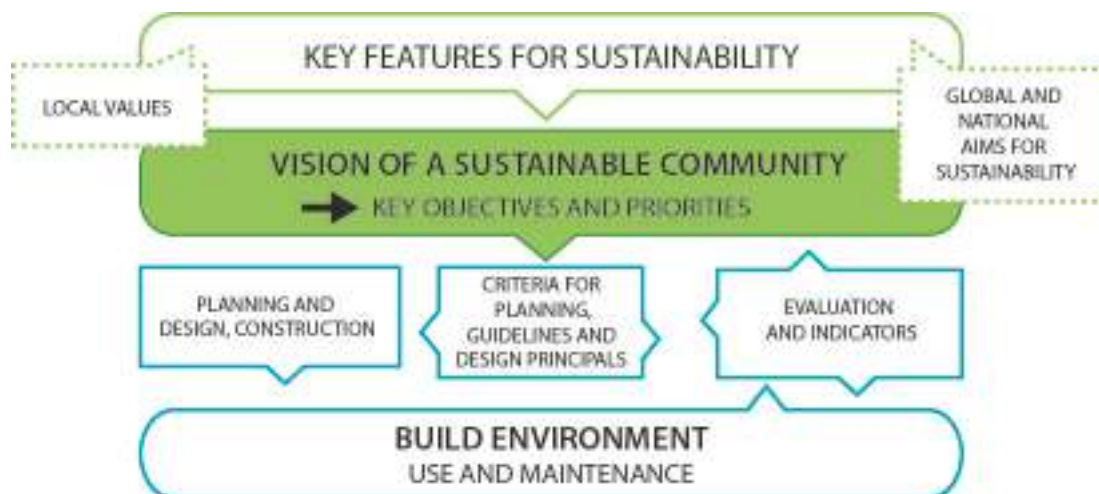 KEY FEATURES FOR SUSTAINABILITY
LOCAL VALUES
GLOBAL AND
NATIONAL
AIMS FOR
SUSTAINABILITY
VISION OF A SUSTAINABLE COMMUNITY
KEY OBJECTIVES AND PRIORITIES
PLANNING AND
DESIGN, CONSTRUCTION
CRITERIA FOR
PLANNING,
GUIDELINES AND
DESIGN PRINCIPALS
EVALUATION
AND INDICATORS
BUILD ENVIRONMENT
USE AND MAINTENANCE